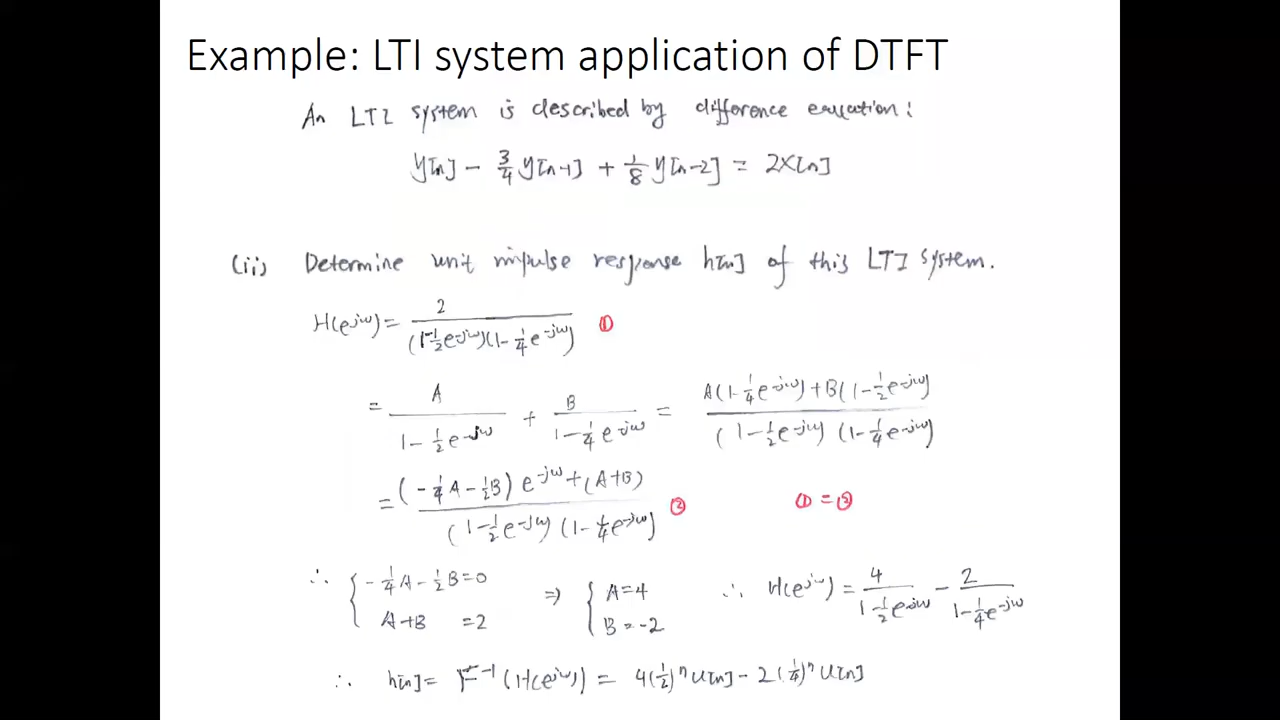 Example: LTI system application of DTFT
An LTI system is described by difference equation:
y[n] - 3/4 y[n-1] + 1/8 y[n-2] = 2x[n]
(ii) Determine unit impulse response h[n] of this LTI system.
H(e^jω) = 2 / ((1-1/2 e^-jω)(1-1/4 e^-jω)) ①
= A / (1-1/2 e^-jω) + B / (1-1/4 e^-jω) = (A(1-1/4 e^-jω)+B(1-1/2 e^-jω)) / ((1-1/2 e^-jω)(1-1/4 e^-jω))
= ((-1/4 A - 1/2 B) e^-jω + (A+B)) / ((1-1/2 e^-jω)(1-1/4 e^-jω)) ② ① = ②
∴ { -1/4 A - 1/2 B = 0 , A+B = 2 ⇒ { A=4 , B=-2 ∴ H(e^jω) = 4 / (1-1/2 e^-jω) - 2 / (1-1/4 e^-jω)
∴ h[n] = F^-1 (H(e^jω)) = 4(1/2)^n u[n] - 2(1/4)^n u[n]